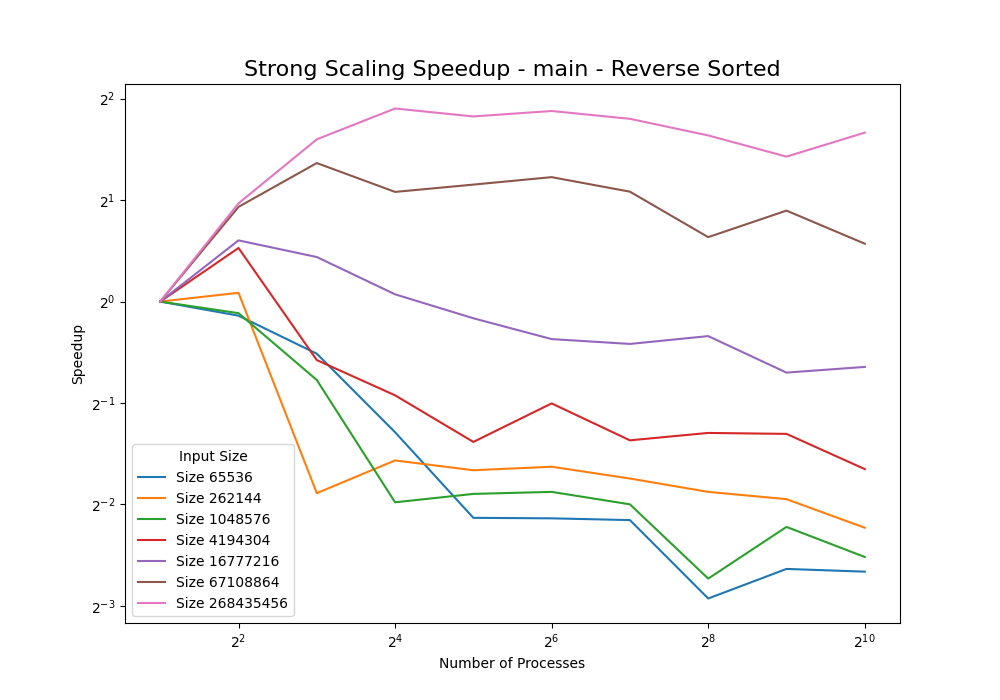 Strong Scaling Speedup - main - Reverse Sorted
Speedup
2^2
2^1
2^0
2^-1
2^-2
2^-3
Input Size
Size 65536
Size 262144
Size 1048576
Size 4194304
Size 16777216
Size 67108864
Size 268435456
2^2 2^4 2^6 2^8 2^10
Number of Processes